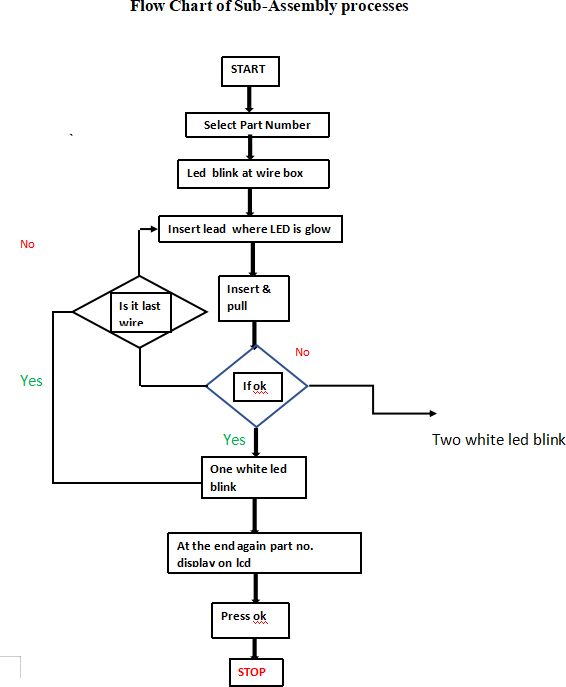 Flow Chart of Sub-Assembly processes
START
Select Part Number
Led blink at wire box
Insert lead where LED is glow
No
Insert &
pull
Is it last
wire
No
Yes
If ok
Yes
Two white led blink
One white led
blink
At the end again part no.
display on lcd
Press ok
STOP